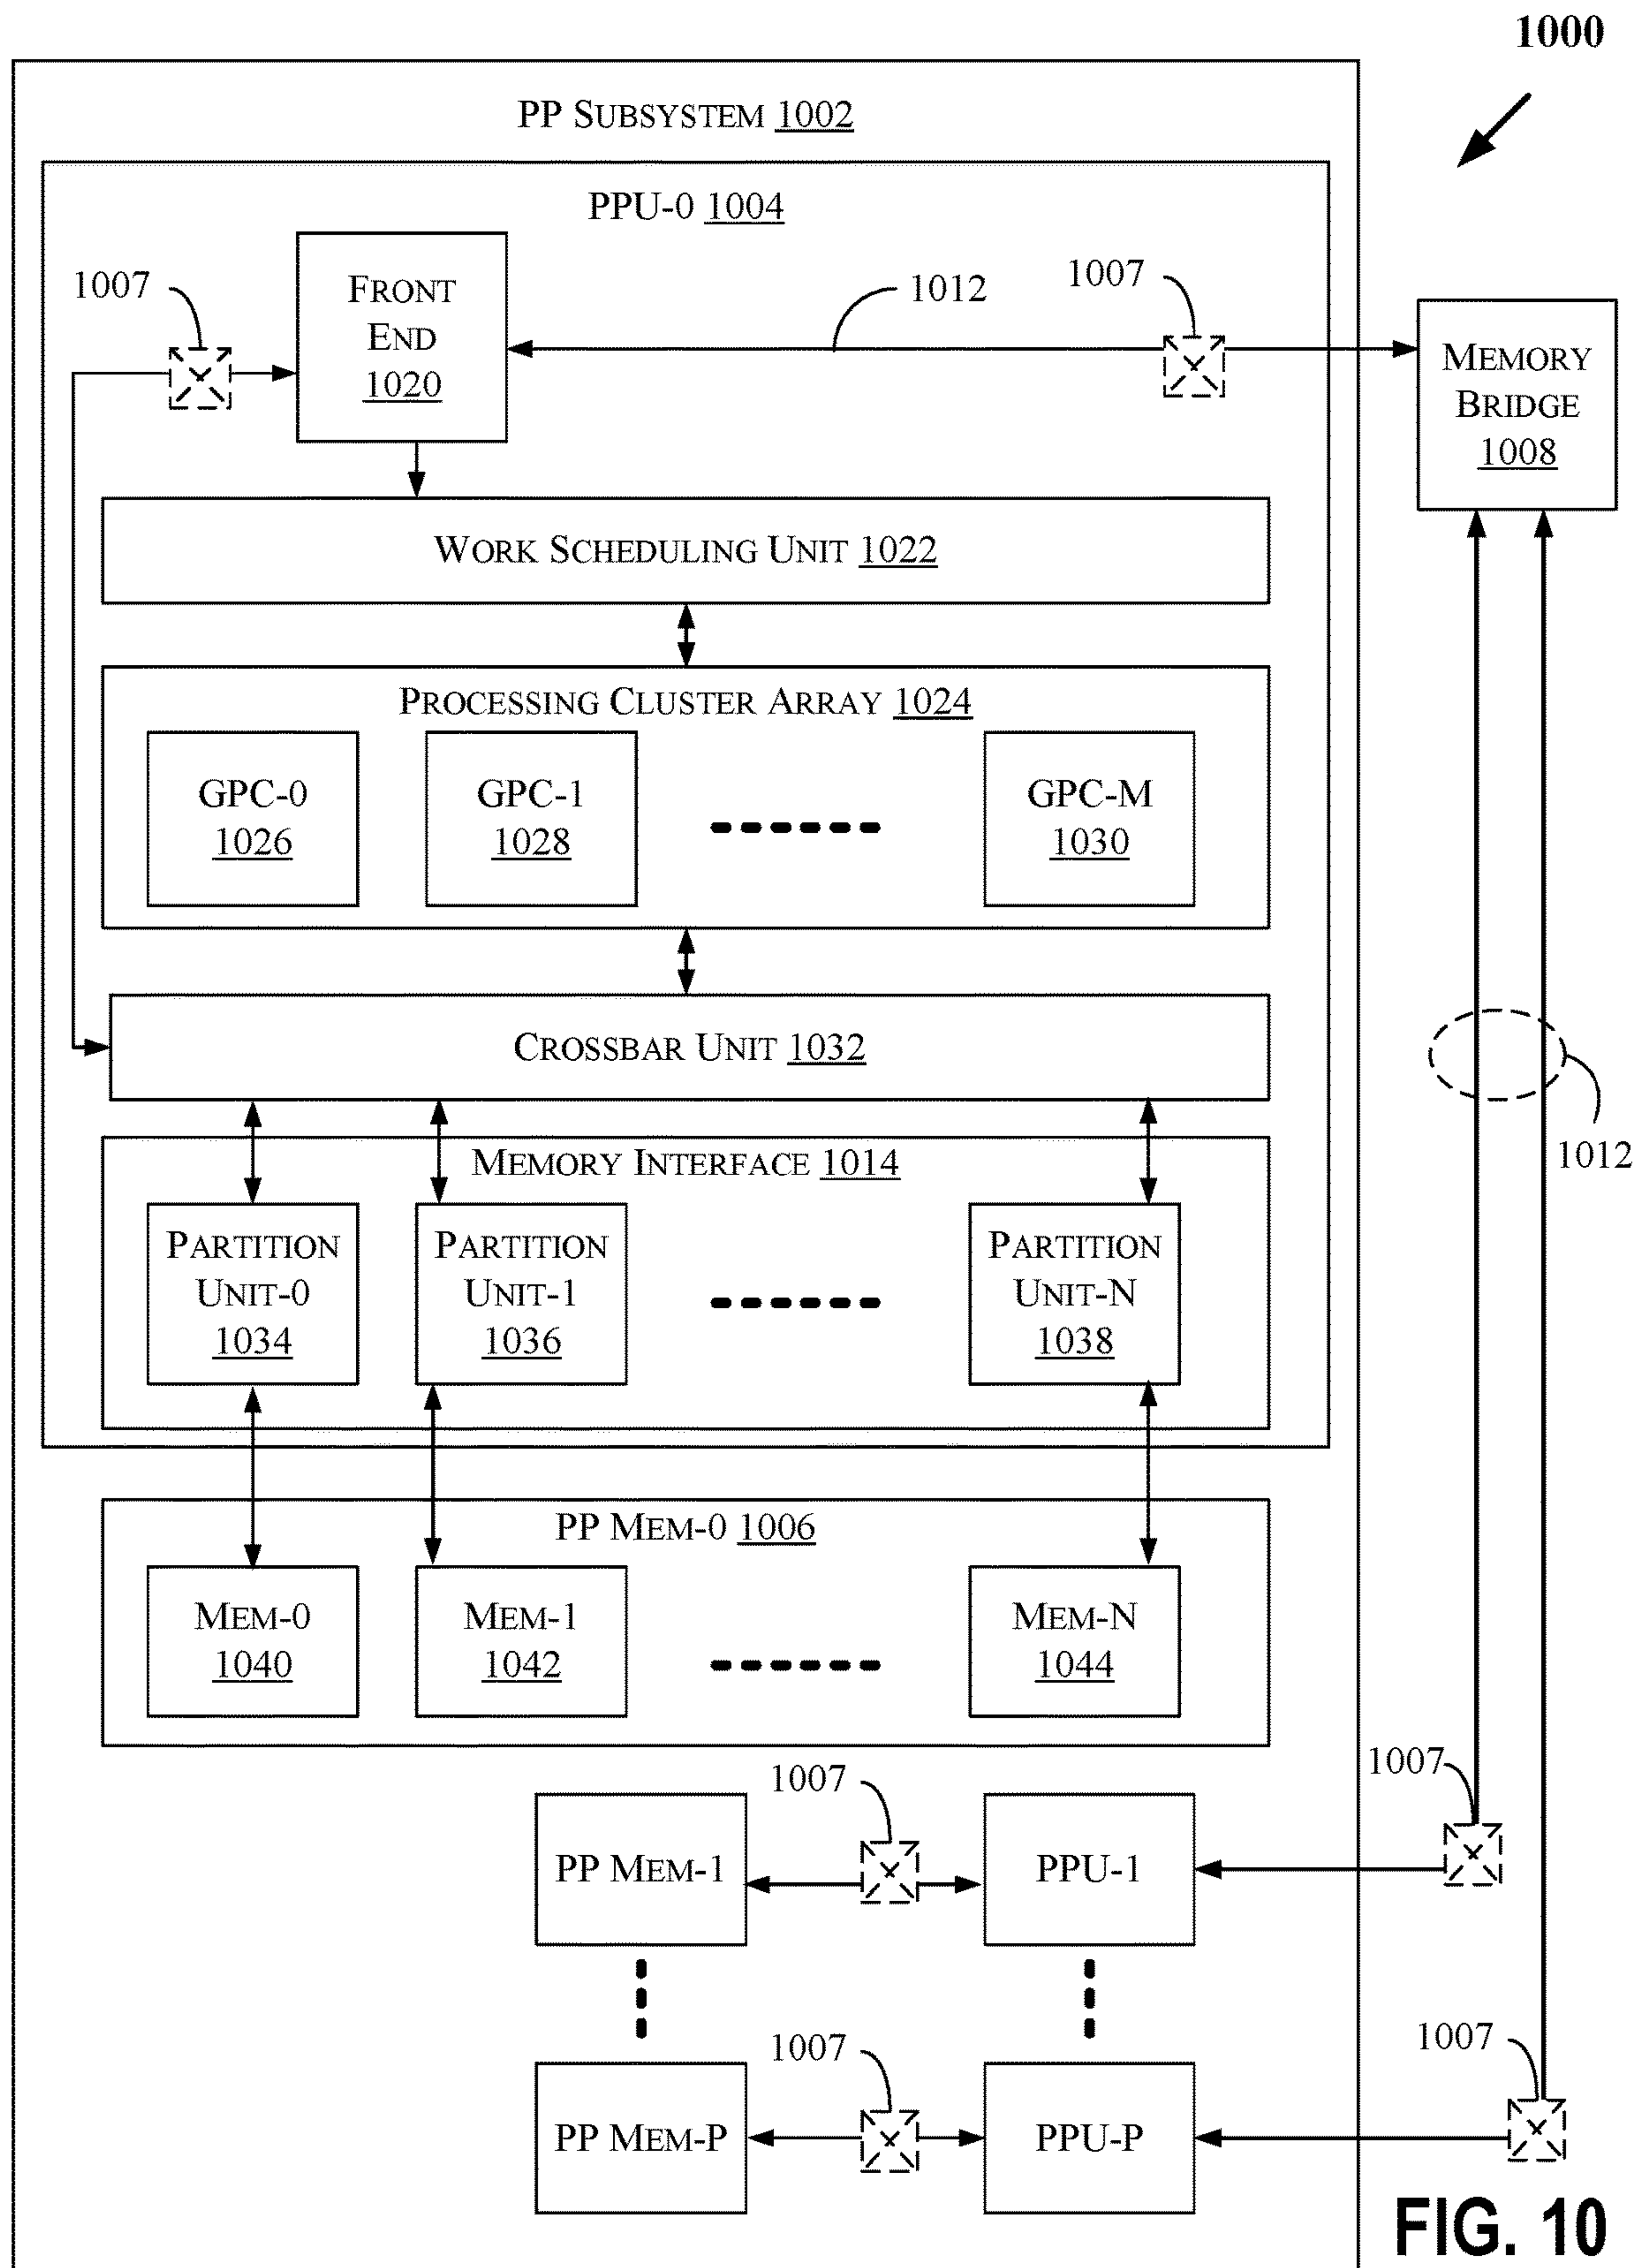 1000
PP SUBSYSTEM 1002
PPU-0 1004
1007
FRONT
END
1020
1012
1007
MEMORY
BRIDGE
1008
WORK SCHEDULING UNIT 1022
PROCESSING CLUSTER ARRAY 1024
GPC-0
1026
GPC-1
1028
GPC-M
1030
CROSSBAR UNIT 1032
1012
MEMORY INTERFACE 1014
PARTITION
UNIT-0
1034
PARTITION
UNIT-1
1036
PARTITION
UNIT-N
1038
PP MEM-0 1006
MEM-0
1040
MEM-1
1042
MEM-N
1044
1007
1007
PP MEM-1
PPU-1
1007
1007
PP MEM-P
PPU-P
FIG. 10